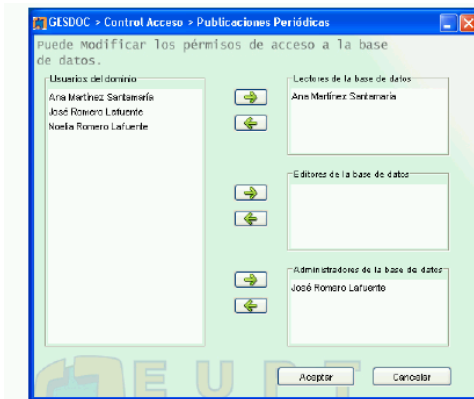 GESDOC > Control Acceso > Publicaciones Periódicas
Puede Modificar los pérmisos de acceso a la base
de datos.
Usuarios del dominio
Ana Martínez Santamaría
José Romero Lafuente
Noelia Romero Lafuente
Lectores de la base de datos
Ana Martínez Santamaría
Editores de la base de datos
Administradores de la base de datos
José Romero Lafuente
EUPT
Aceptar
Cancelar